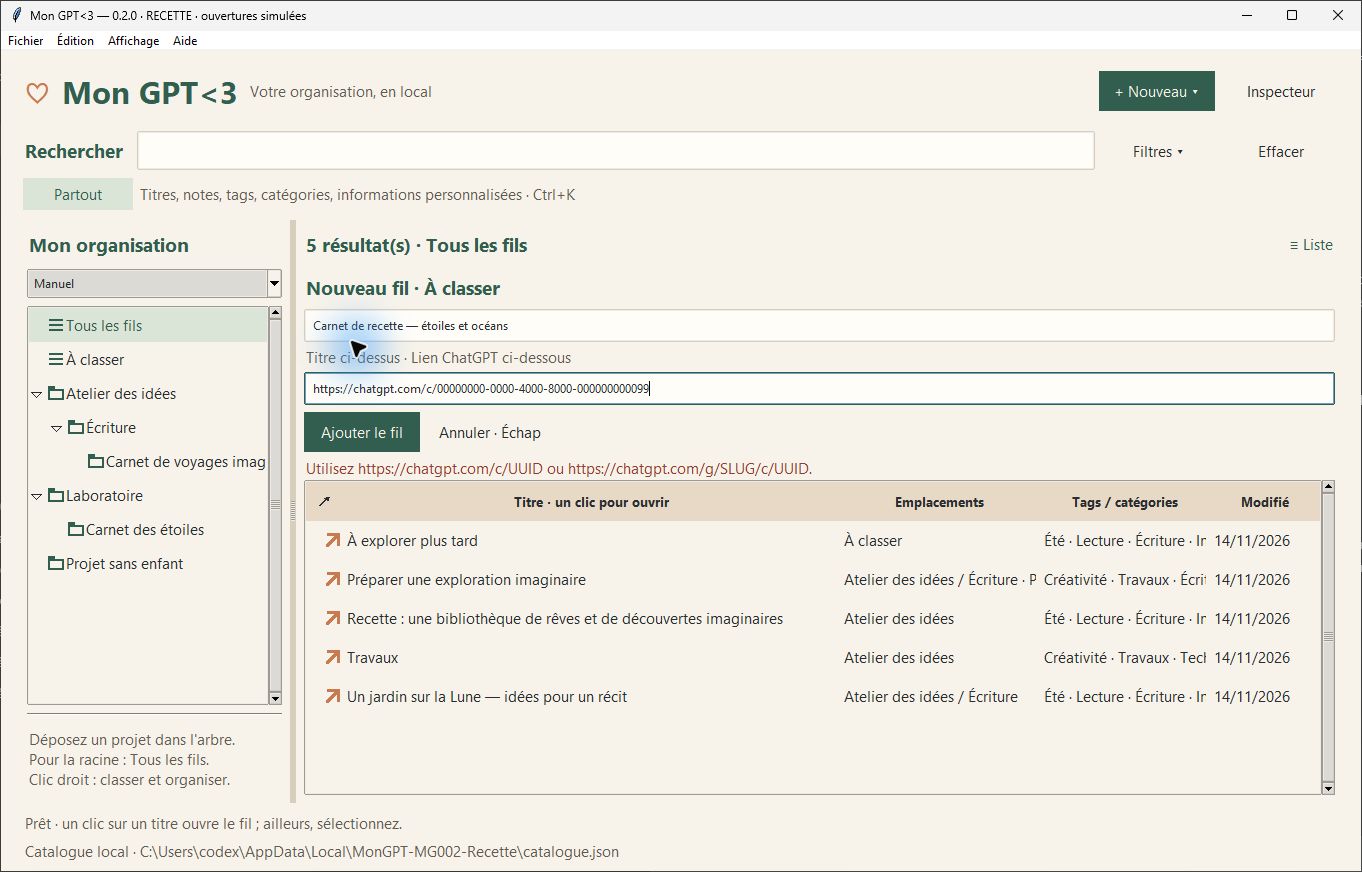 Mon GPT<3 — 0.2.0 · RECETTE · ouvertures simulées
Fichier Édition Affichage Aide
Mon GPT<3 Votre organisation, en local + Nouveau ▾ Inspecteur
Rechercher Filtres ▾ Effacer
Partout Titres, notes, tags, catégories, informations personnalisées · Ctrl+K
Mon organisation
Manuel
Tous les fils
À classer
Atelier des idées
Écriture
Carnet de voyages imag
Laboratoire
Carnet des étoiles
Projet sans enfant
Déposez un projet dans l'arbre.
Pour la racine : Tous les fils.
Clic droit : classer et organiser.
5 résultat(s) · Tous les fils ≡ Liste
Nouveau fil · À classer
Carnet de recette — étoiles et océans
Titre ci-dessus · Lien ChatGPT ci-dessous
https://chatgpt.com/c/00000000-0000-4000-8000-000000000099
Ajouter le fil Annuler · Échap
Utilisez https://chatgpt.com/c/UUID ou https://chatgpt.com/g/SLUG/c/UUID.
↗ Titre · un clic pour ouvrir Emplacements Tags / catégories Modifié
↗ À explorer plus tard À classer Été · Lecture · Écriture · Ir 14/11/2026
↗ Préparer une exploration imaginaire Atelier des idées / Écriture · P Créativité · Travaux · Écrit 14/11/2026
↗ Recette : une bibliothèque de rêves et de découvertes imaginaires Atelier des idées Été · Lecture · Écriture · Ir 14/11/2026
↗ Travaux Atelier des idées Créativité · Travaux · Tecl 14/11/2026
↗ Un jardin sur la Lune — idées pour un récit Atelier des idées / Écriture Été · Lecture · Écriture · Ir 14/11/2026
Prêt · un clic sur un titre ouvre le fil ; ailleurs, sélectionnez.
Catalogue local · C:\Users\codex\AppData\Local\MonGPT-MG002-Recette\catalogue.json